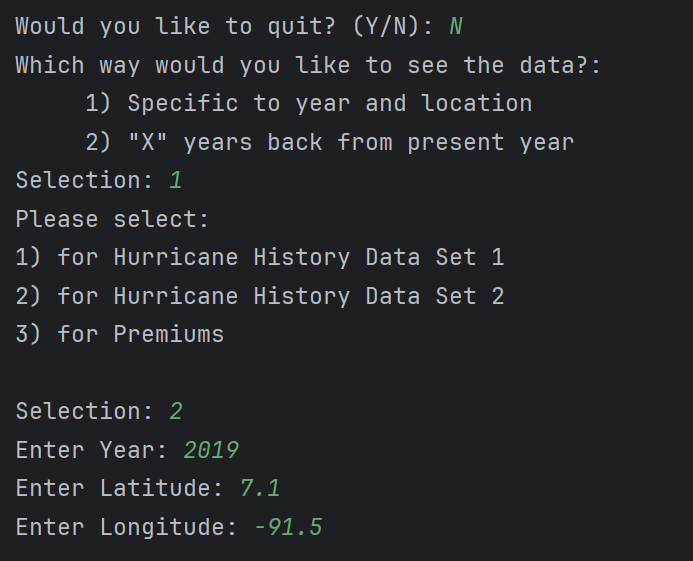 Would you like to quit? (Y/N): N
Which way would you like to see the data?:
1) Specific to year and location
2) "X" years back from present year
Selection: 1
Please select:
1) for Hurricane History Data Set 1
2) for Hurricane History Data Set 2
3) for Premiums
Selection: 2
Enter Year: 2019
Enter Latitude: 7.1
Enter Longitude: -91.5